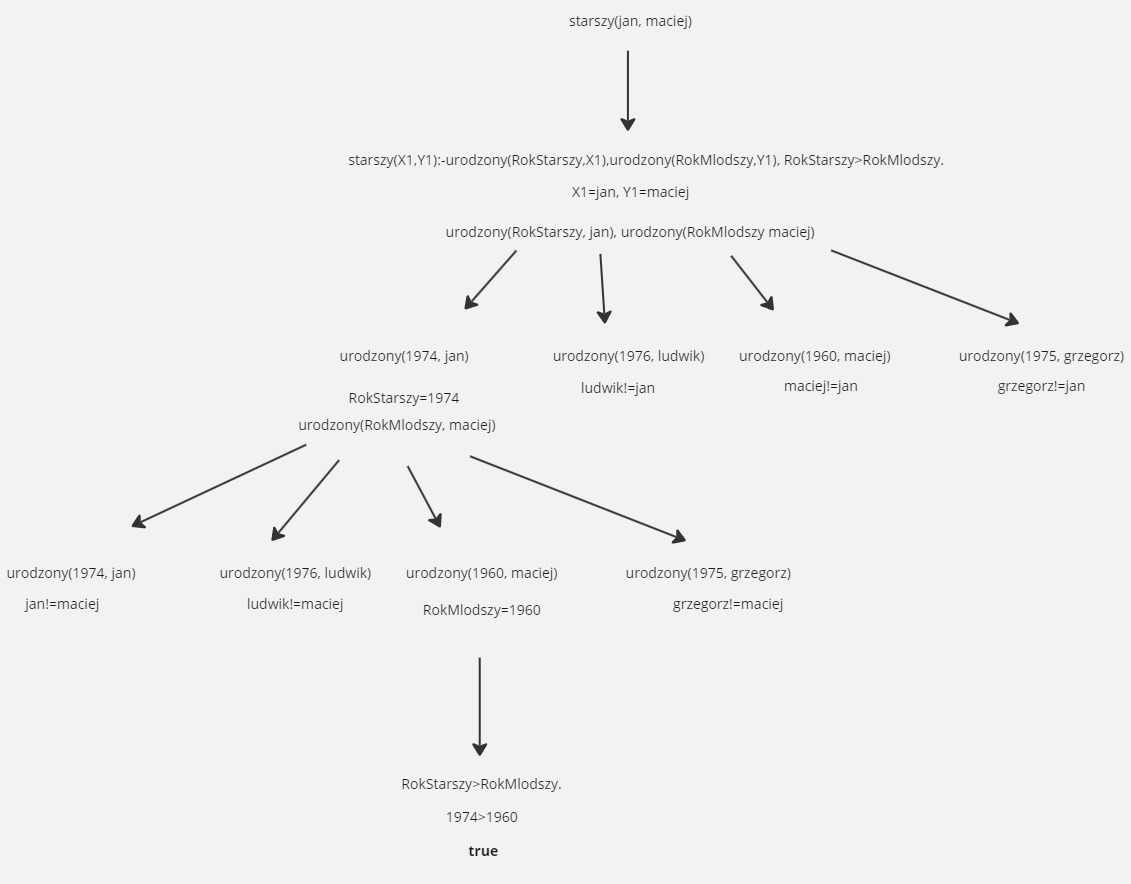 starszy(jan, maciej)
starszy(X1,Y1):-urodzony(RokStarszy,X1),urodzony(RokMlodszy,Y1), RokStarszy>RokMlodszy.
X1=jan, Y1=maciej
urodzony(RokStarszy, jan), urodzony(RokMlodszy maciej)
urodzony(1974, jan)
RokStarszy=1974
urodzony(RokMlodszy, maciej)
urodzony(1976, ludwik)
ludwik!=jan
urodzony(1960, maciej)
maciej!=jan
urodzony(1975, grzegorz)
grzegorz!=jan
urodzony(1974, jan)
jan!=maciej
urodzony(1976, ludwik)
ludwik!=maciej
urodzony(1960, maciej)
RokMlodszy=1960
urodzony(1975, grzegorz)
grzegorz!=maciej
RokStarszy>RokMlodszy.
1974>1960
true